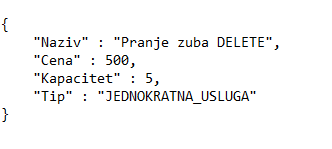 {
    "Naziv" : "Pranje zuba DELETE",
    "Cena" : 500,
    "Kapacitet" : 5,
    "Tip" : "JEDNOKRATNA_USLUGA"
}